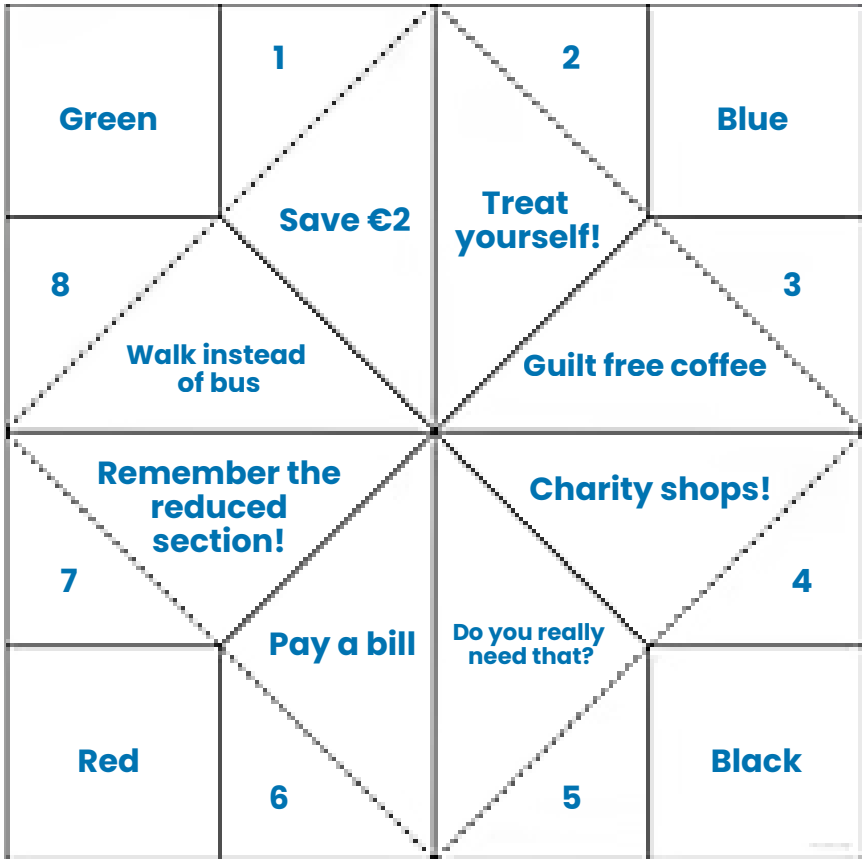 1
2
Green
Blue
Save €2
Treat
yourself!
8
3
Walk instead
of bus
Guilt free coffee
Remember the
reduced
section!
Charity shops!
7
4
Pay a bill
Do you really
need that?
Red
Black
6
5